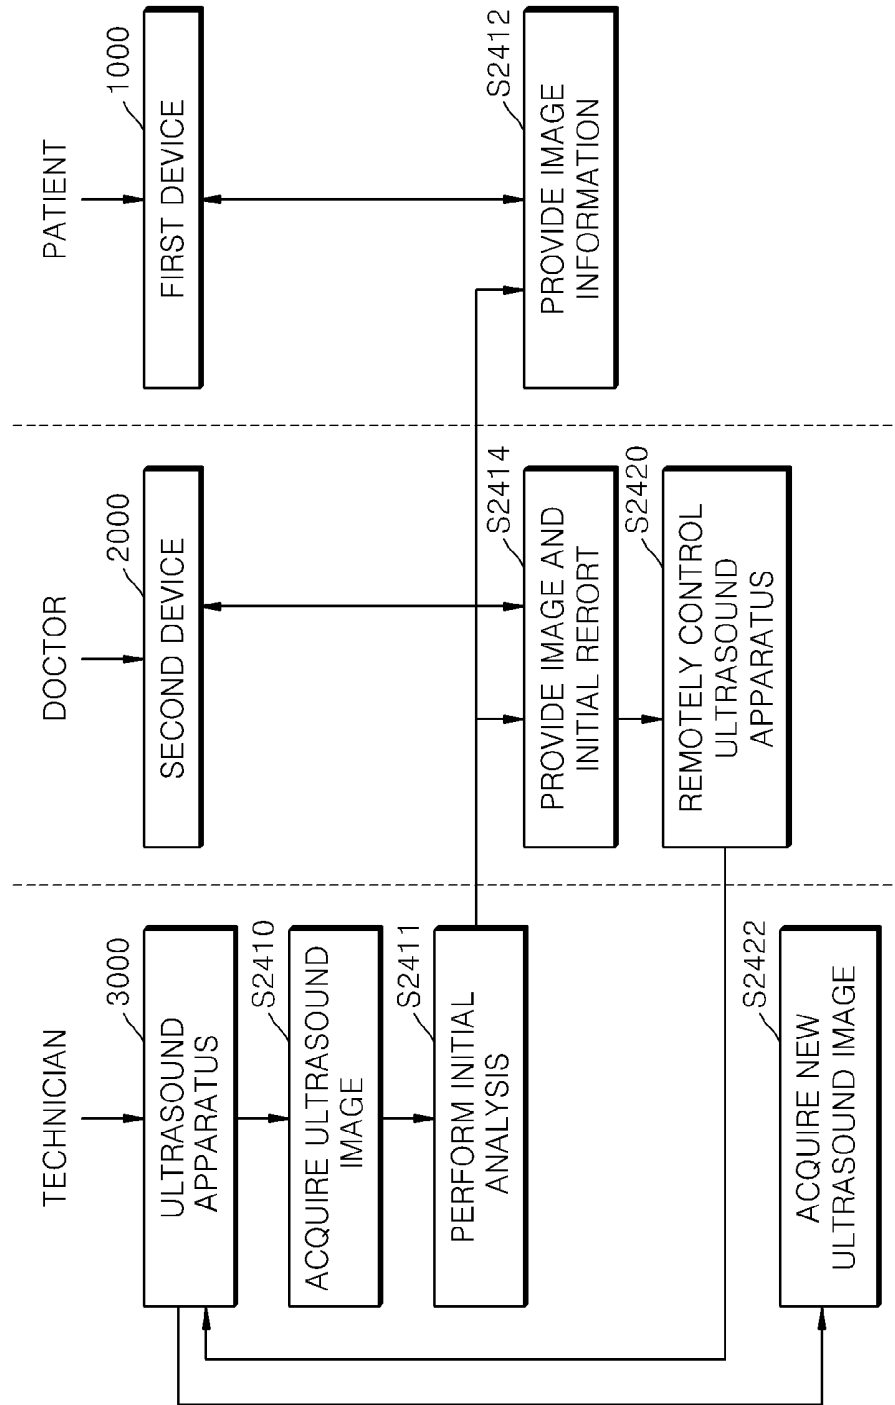 TECHNICIAN
3000
ULTRASOUND
APPARATUS
S2410
ACQUIRE ULTRASOUND
IMAGE
S2411
PERFORM INITIAL
ANALYSIS
S2422
ACQUIRE NEW
ULTRASOUND IMAGE
DOCTOR
2000
SECOND DEVICE
S2414
PROVIDE IMAGE AND
INITIAL RERORT
S2420
REMOTELY CONTROL
ULTRASOUND
APPARATUS
PATIENT
1000
FIRST DEVICE
S2412
PROVIDE IMAGE
INFORMATION